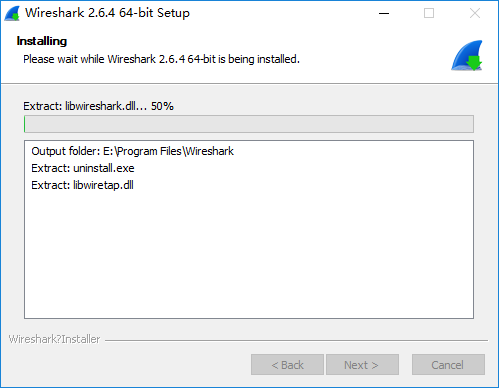 Wireshark 2.6.4 64-bit Setup
Installing
Please wait while Wireshark 2.6.4 64-bit is being installed.
Extract: libwireshark.dll... 50%
Output folder: E:\Program Files\Wireshark
Extract: uninstall.exe
Extract: libwiretap.dll
Wireshark?Installer
< Back Next > Cancel